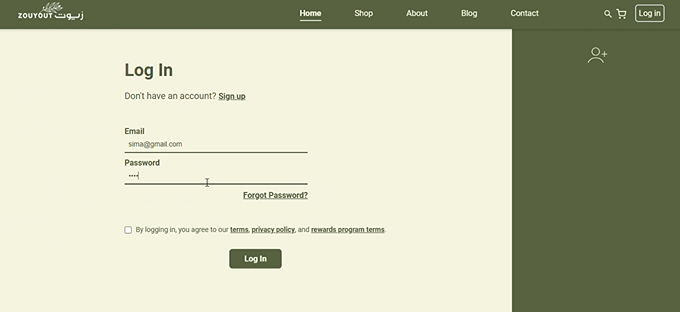 ZOUYOUT زيوت
Home Shop About Blog Contact Log in
Log In
Don't have an account? Sign up
Email
sima@gmail.com
Password
Forgot Password?
By logging in, you agree to our terms, privacy policy, and rewards program terms.
Log In